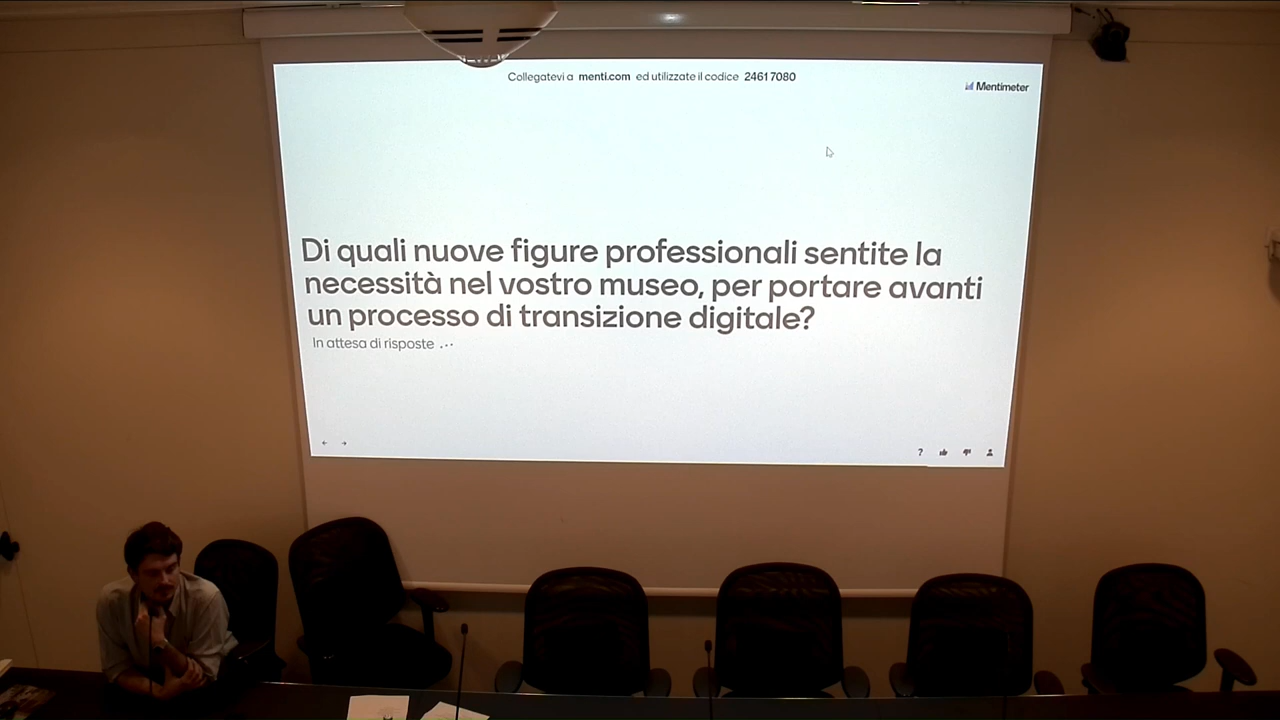 Collegatevi a menti.com ed utilizzate il codice 2461 7080
Mentimeter
Di quali nuove figure professionali sentite la
necessità nel vostro museo, per portare avanti
un processo di transizione digitale?
In attesa di risposte ...
?